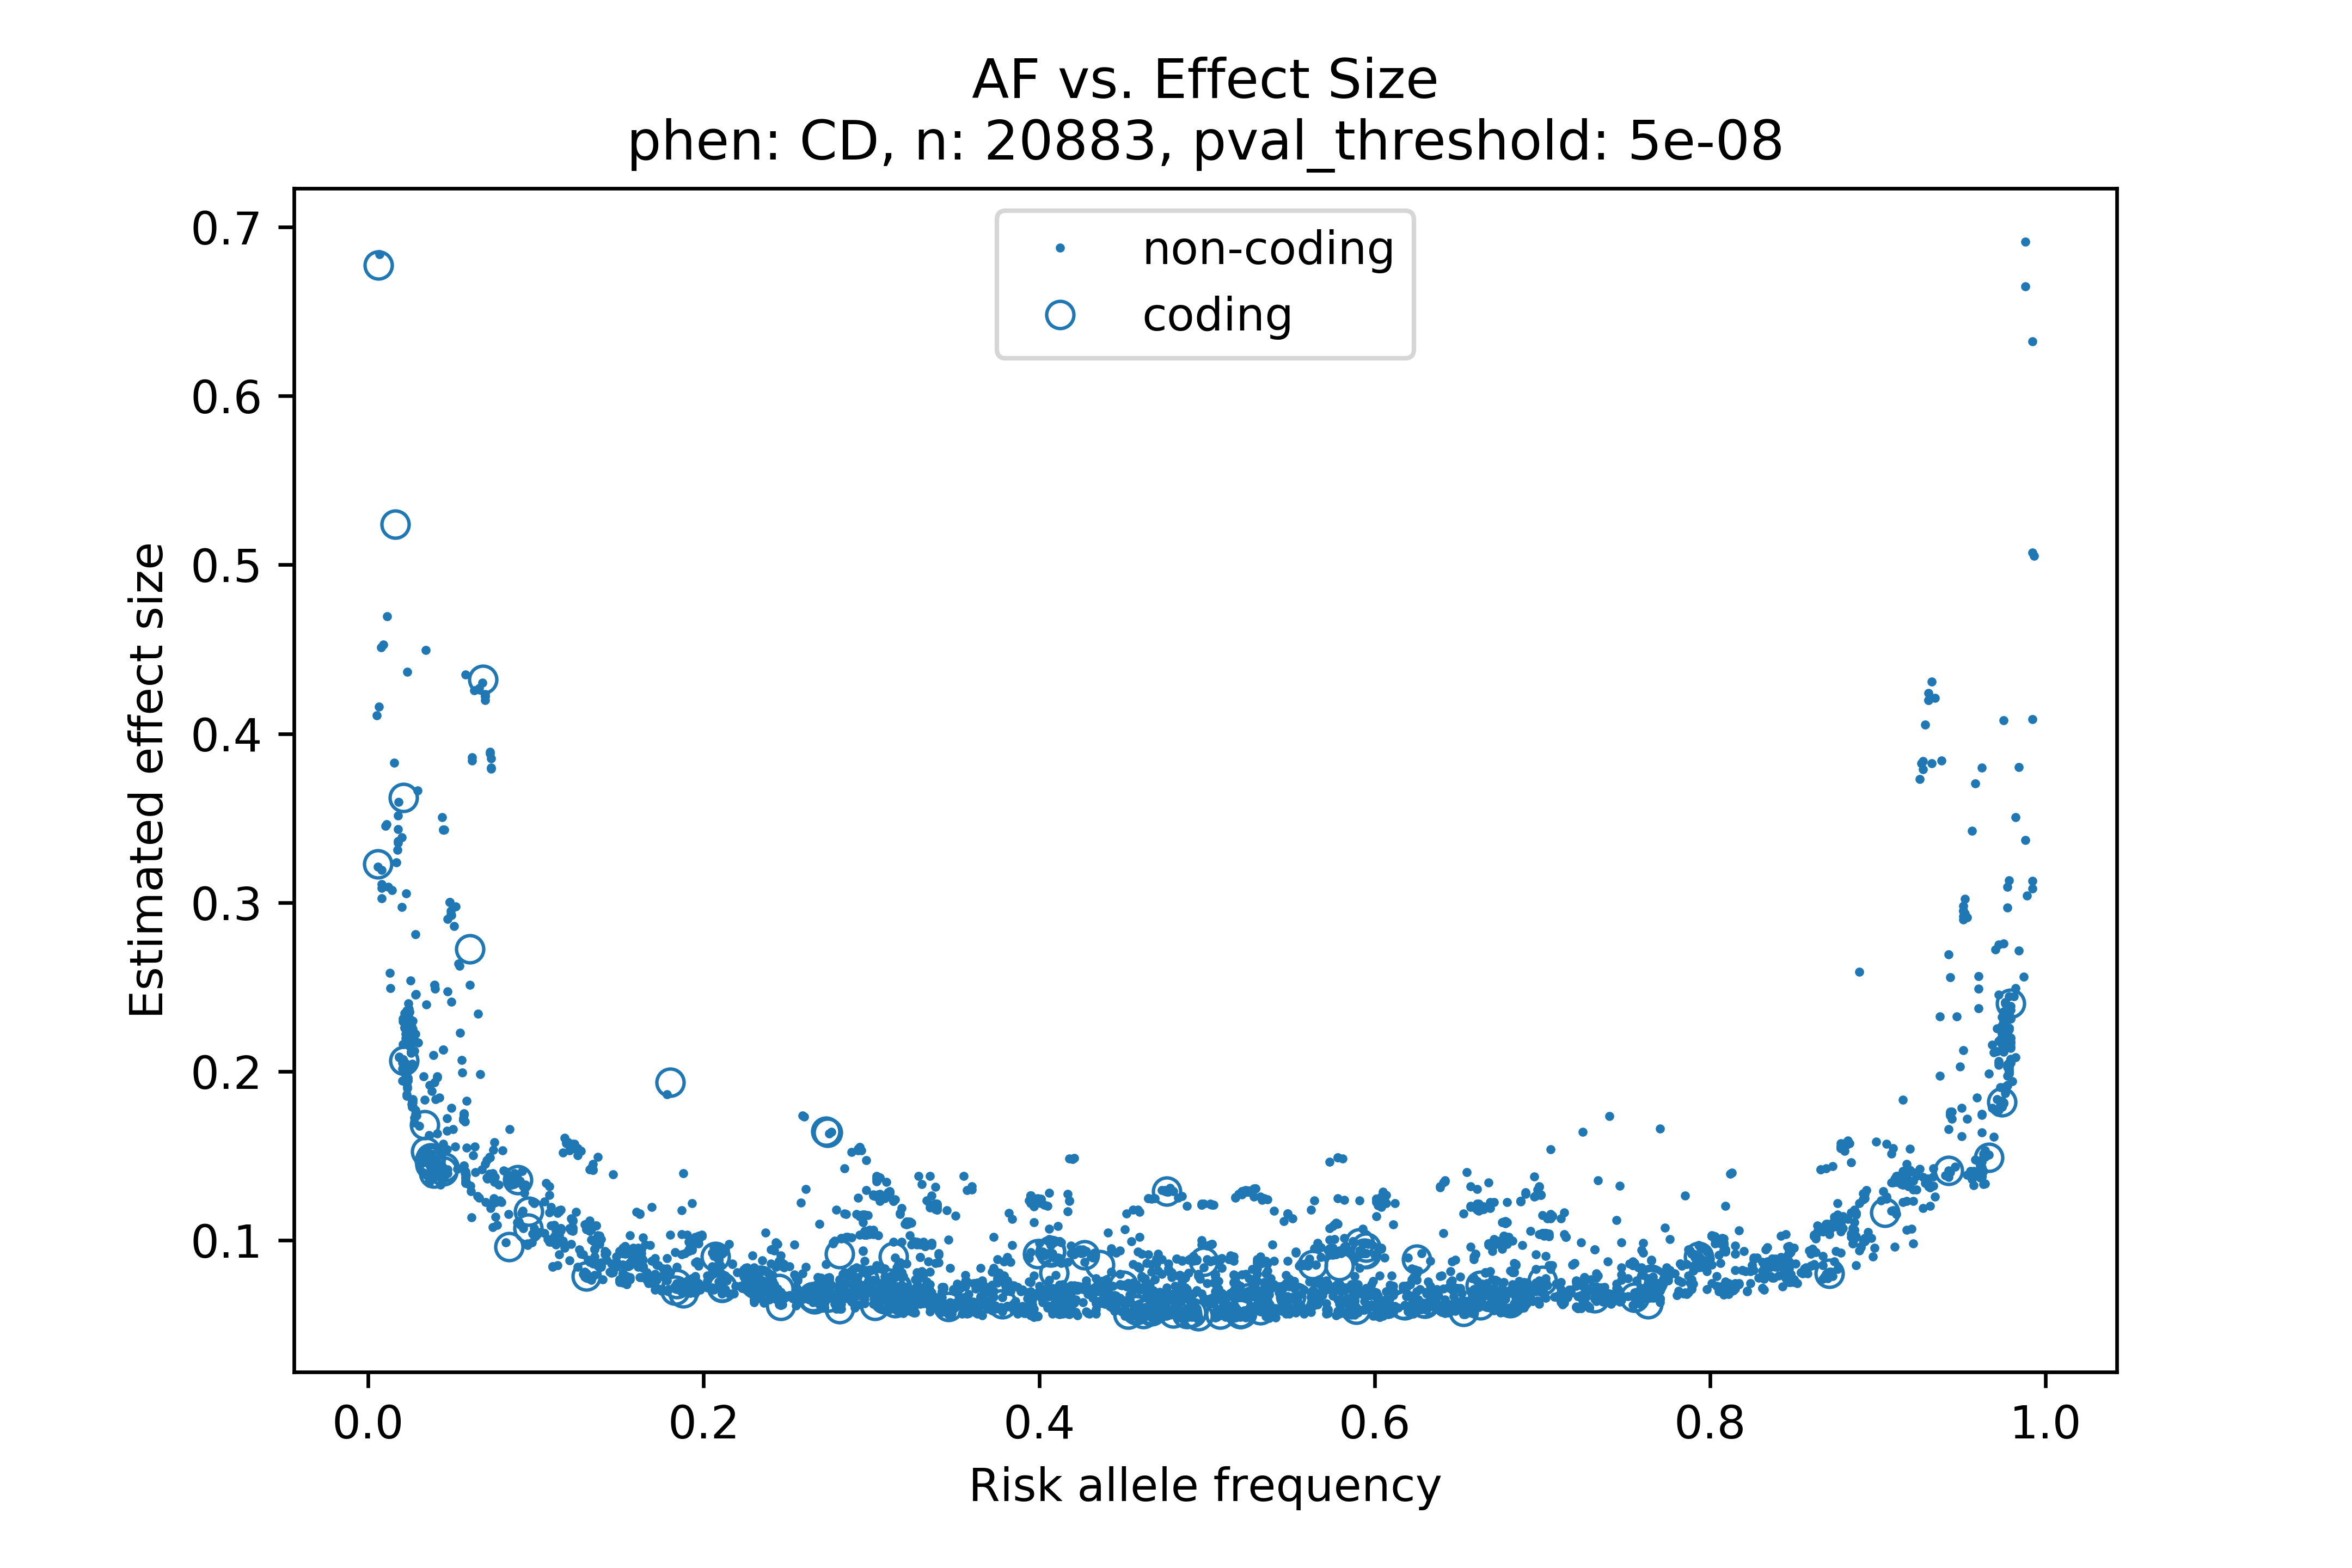 AF vs. Effect Size
phen: CD, n: 20883, pval_threshold: 5e-08
non-coding
coding
Estimated effect size
0.7
0.6
0.5
0.4
0.3
0.2
0.1
0.0 0.2 0.4 0.6 0.8 1.0
Risk allele frequency